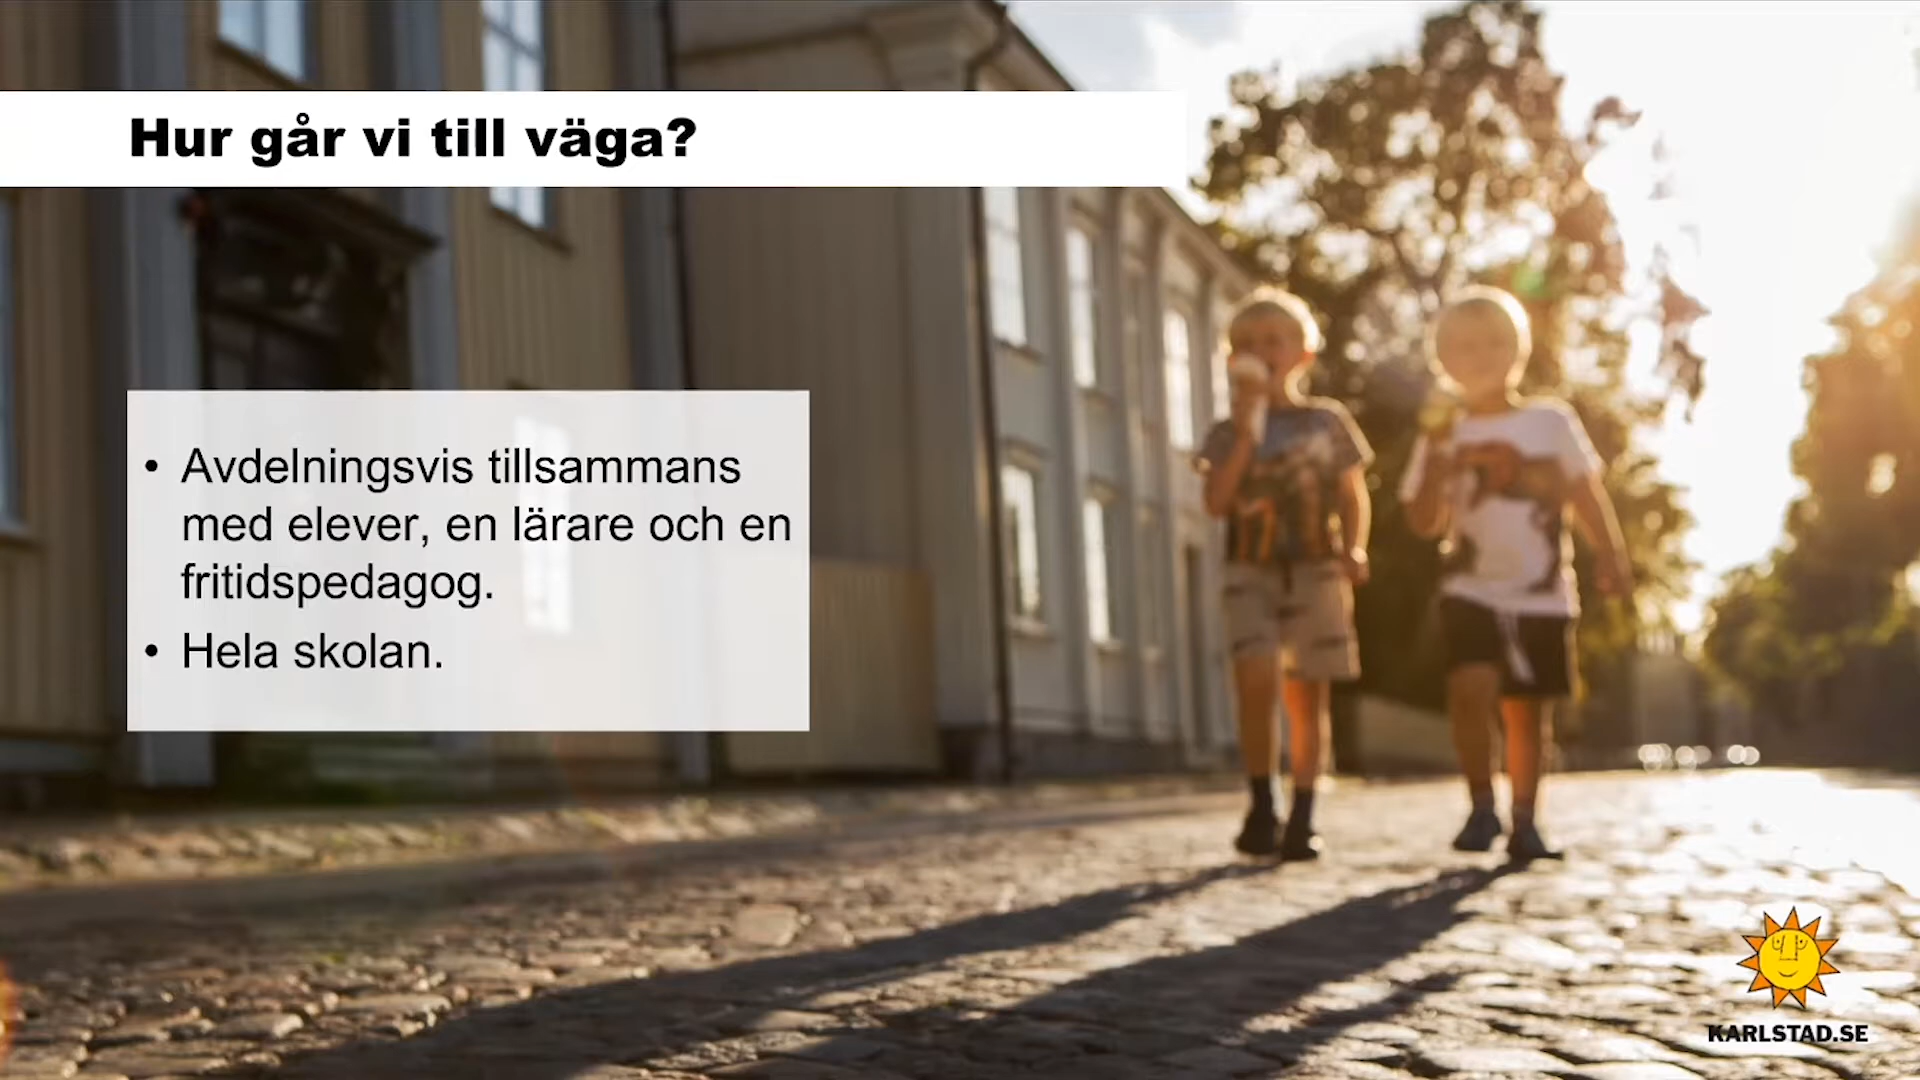 Hur går vi till väga?
• Avdelningsvis tillsammans
med elever, en lärare och en
fritidspedagog.
• Hela skolan.
KARLSTAD.SE